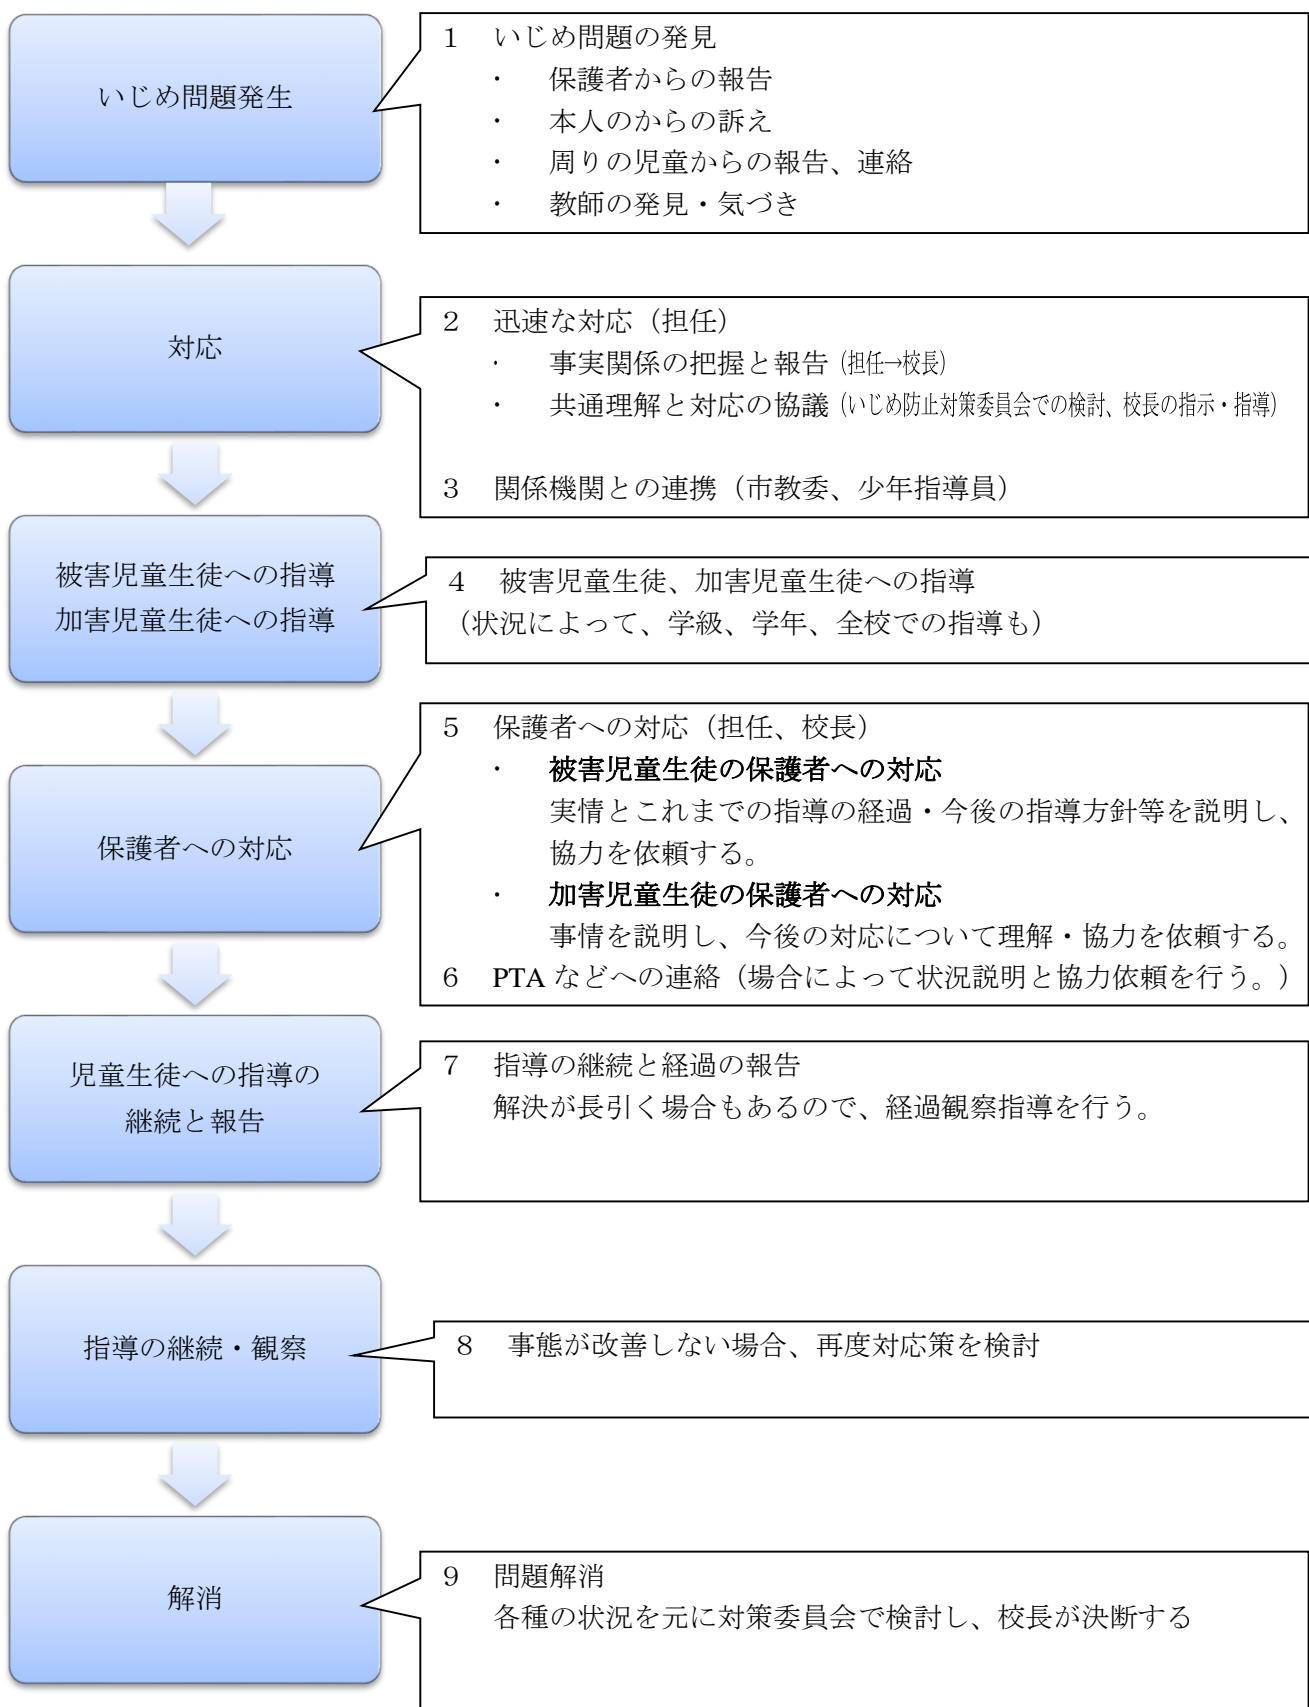 いじめ問題発生
1 いじめ問題の発見
・ 保護者からの報告
・ 本人のからの訴え
・ 周りの児童からの報告、連絡
・ 教師の発見・気づき
対応
2 迅速な対応（担任）
・ 事実関係の把握と報告（担任→校長）
・ 共通理解と対応の協議（いじめ防止対策委員会での検討、校長の指示・指導）
3 関係機関との連携（市教委、少年指導員）
被害児童生徒への指導
加害児童生徒への指導
4 被害児童生徒、加害児童生徒への指導
（状況によって、学級、学年、全校での指導も）
保護者への対応
5 保護者への対応（担任、校長）
・ 被害児童生徒の保護者への対応
実情とこれまでの指導の経過・今後の指導方針等を説明し、
協力を依頼する。
・ 加害児童生徒の保護者への対応
事情を説明し、今後の対応について理解・協力を依頼する。
6 PTA などへの連絡（場合によって状況説明と協力依頼を行う。）
児童生徒への指導の
継続と報告
7 指導の継続と経過の報告
解決が長引く場合もあるので、経過観察指導を行う。
指導の継続・観察
8 事態が改善しない場合、再度対応策を検討
解消
9 問題解消
各種の状況を元に対策委員会で検討し、校長が決断する